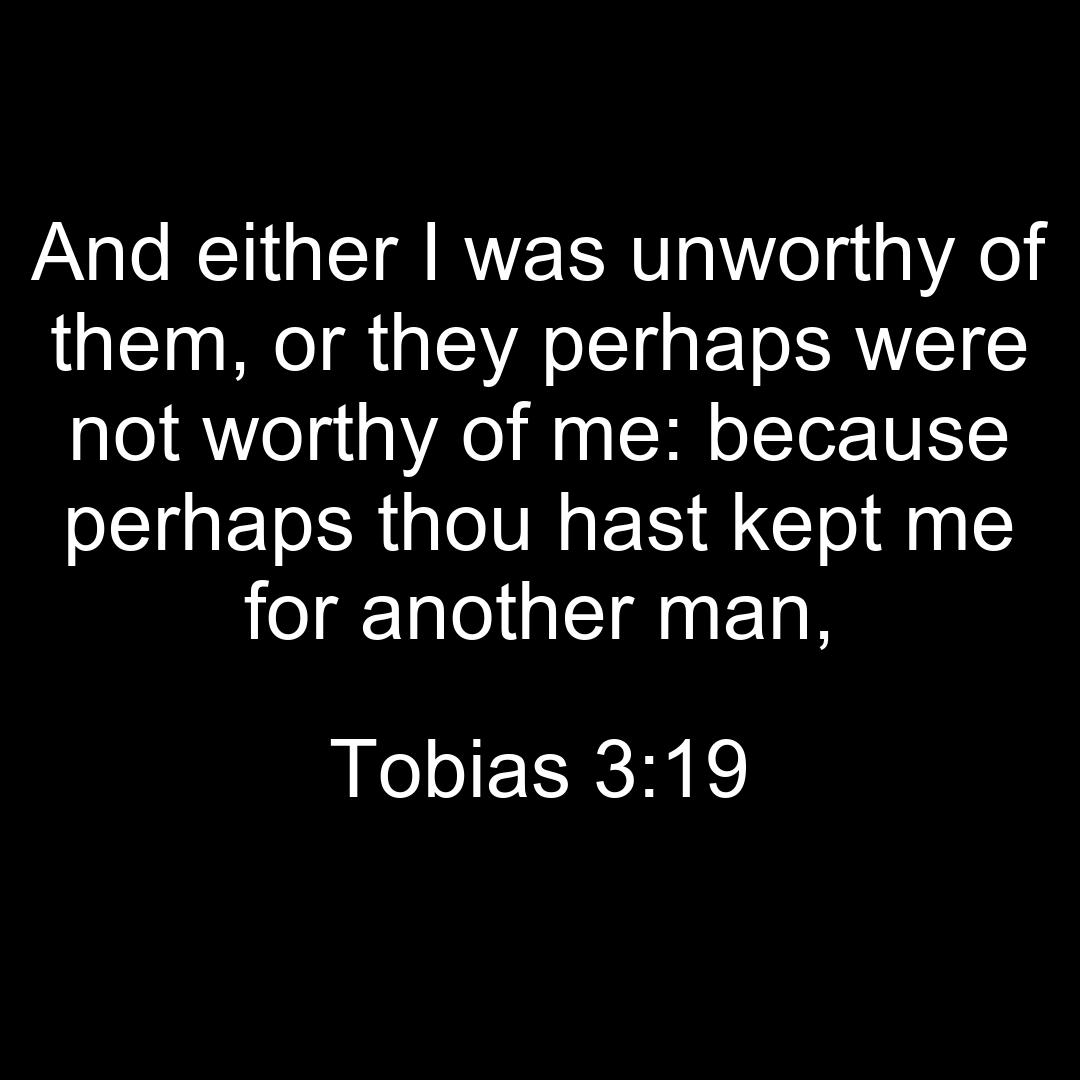 And either I was unworthy of
them, or they perhaps were
not worthy of me: because
perhaps thou hast kept me
for another man,
Tobias 3:19